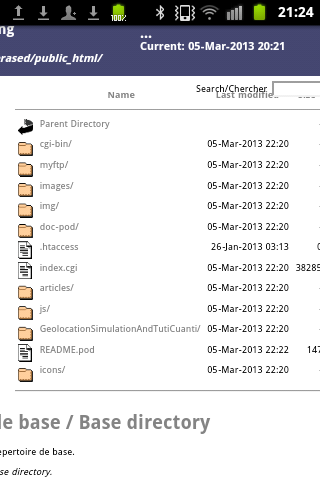 100%
21:24
ng
...
Current: 05-Mar-2013 20:21
rased/public_html/
Search/Chercher
Name Last modified Size
Parent Directory
cgi-bin/ 05-Mar-2013 22:20 -
myftp/ 05-Mar-2013 22:20 -
images/ 05-Mar-2013 22:20 -
img/ 05-Mar-2013 22:20 -
doc-pod/ 05-Mar-2013 22:20 -
.htaccess 26-Jan-2013 03:13 0
index.cgi 05-Mar-2013 22:20 38285
articles/ 05-Mar-2013 22:20 -
js/ 05-Mar-2013 22:20 -
GeolocationSimulationAndTutiCuanti/ 05-Mar-2013 22:20 -
README.pod 05-Mar-2013 22:22 147
icons/ 05-Mar-2013 22:20 -
de base / Base directory
epertoire de base.
se directory.